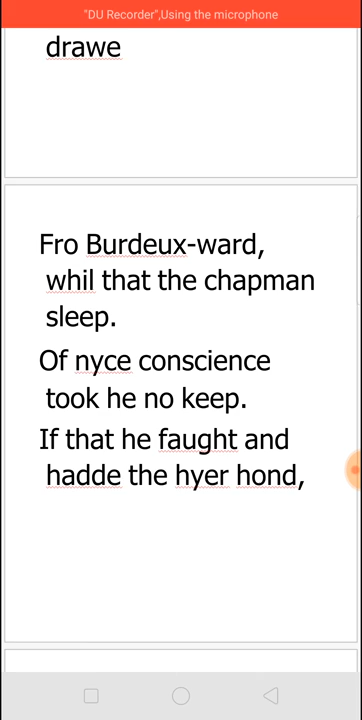 "DU Recorder",Using the microphone
drawe
Fro Burdeux-ward,
whil that the chapman
sleep.
Of nyce conscience
took he no keep.
If that he faught and
hadde the hyer hond,